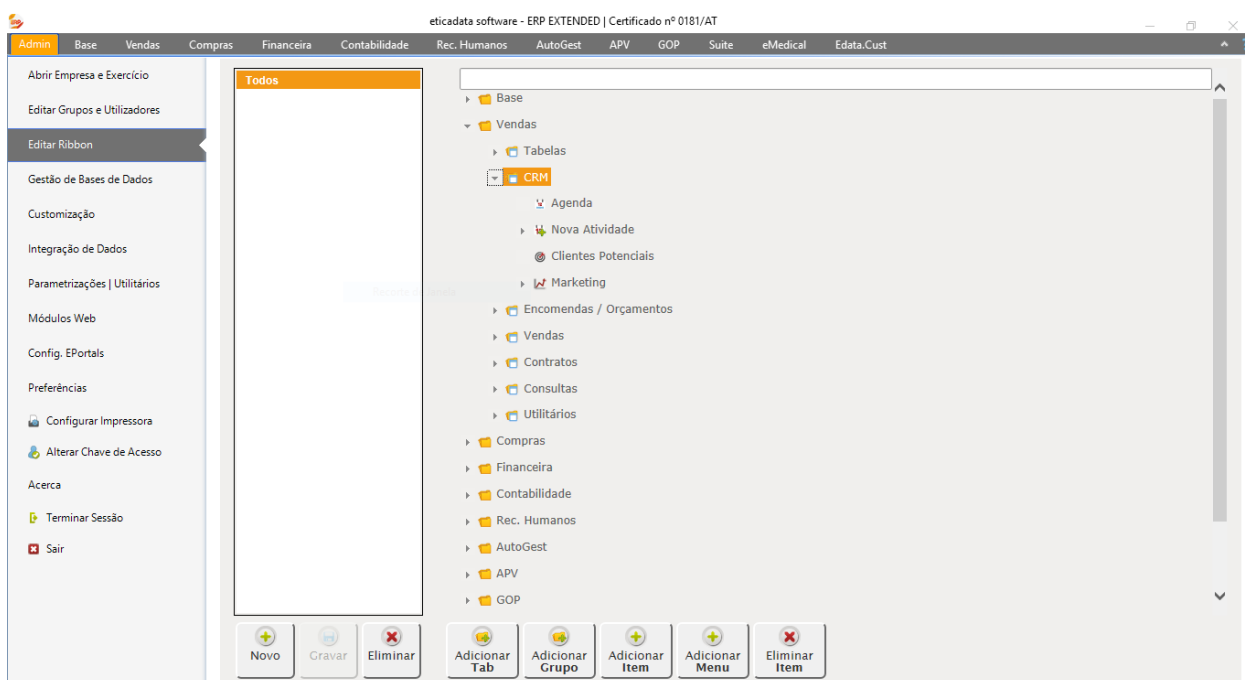 eticadata software - ERP EXTENDED | Certificado nº 0181/AT
Admin Base Vendas Compras Financeira Contabilidade Rec. Humanos AutoGest APV GOP Suite eMedical Edata.Cust
Abrir Empresa e Exercício
Editar Grupos e Utilizadores
Editar Ribbon
Gestão de Bases de Dados
Customização
Integração de Dados
Parametrizações | Utilitários
Módulos Web
Config. EPortals
Preferências
Configurar Impressora
Alterar Chave de Acesso
Acerca
Terminar Sessão
Sair
Todos
Base
Vendas
Tabelas
CRM
Agenda
Nova Atividade
Clientes Potenciais
Marketing
Encomendas / Orçamentos
Vendas
Contratos
Consultas
Utilitários
Compras
Financeira
Contabilidade
Rec. Humanos
AutoGest
APV
GOP
Novo
Gravar
Eliminar
Adicionar
Tab
Adicionar
Grupo
Adicionar
Item
Adicionar
Menu
Eliminar
Item